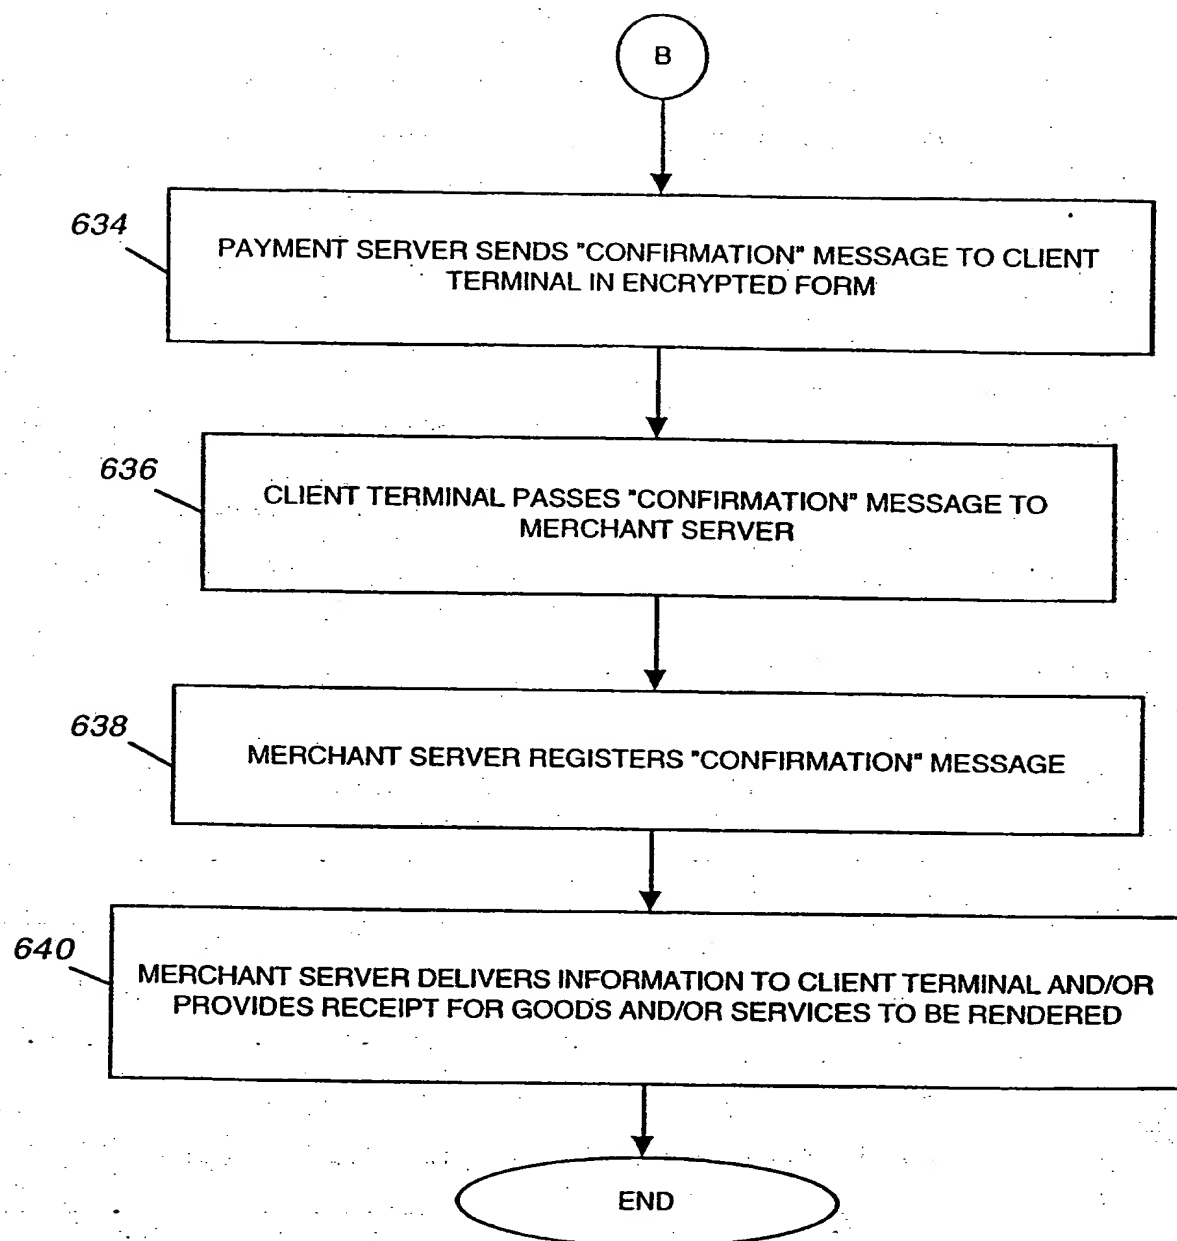 B
634
PAYMENT SERVER SENDS "CONFIRMATION" MESSAGE TO CLIENT
TERMINAL IN ENCRYPTED FORM
636
CLIENT TERMINAL PASSES "CONFIRMATION" MESSAGE TO
MERCHANT SERVER
638
MERCHANT SERVER REGISTERS "CONFIRMATION" MESSAGE
640
MERCHANT SERVER DELIVERS INFORMATION TO CLIENT TERMINAL AND/OR
PROVIDES RECEIPT FOR GOODS AND/OR SERVICES TO BE RENDERED
END